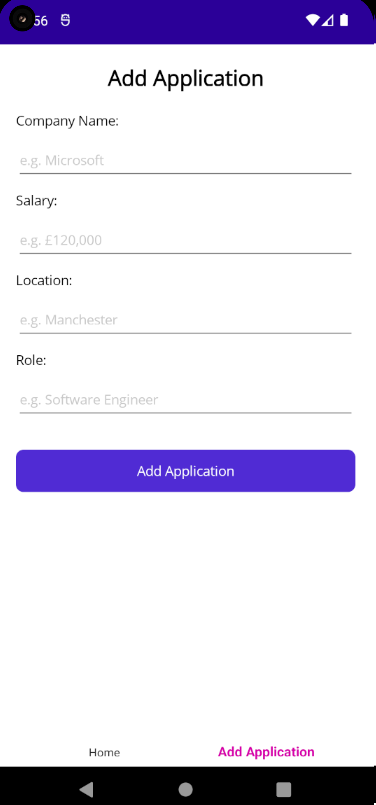 56
Add Application
Company Name:
e.g. Microsoft
Salary:
e.g. £120,000
Location:
e.g. Manchester
Role:
e.g. Software Engineer
Add Application
Home
Add Application